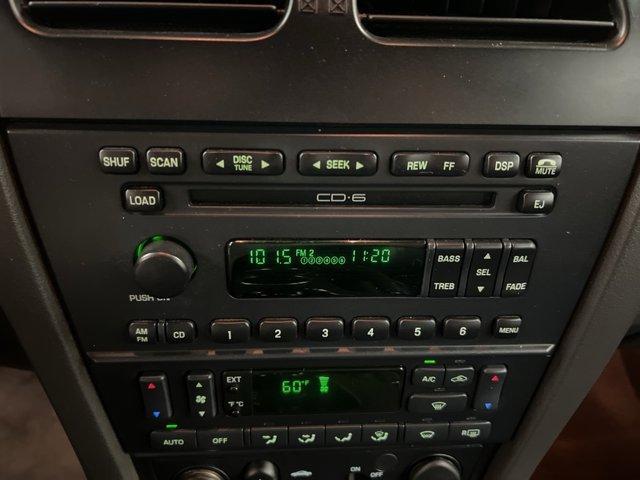 SHUF SCAN DISC TUNE SEEK REW FF DSP MUTE
LOAD CD·6 EJ
101.5 FM 2 ①②③④⑤⑥ 11:20
BASS SEL BAL
TREB FADE
PUSH ON
AM FM CD 1 2 3 4 5 6 MENU
EXT 60°F A/C
°F°C
AUTO OFF R
ON
OFF